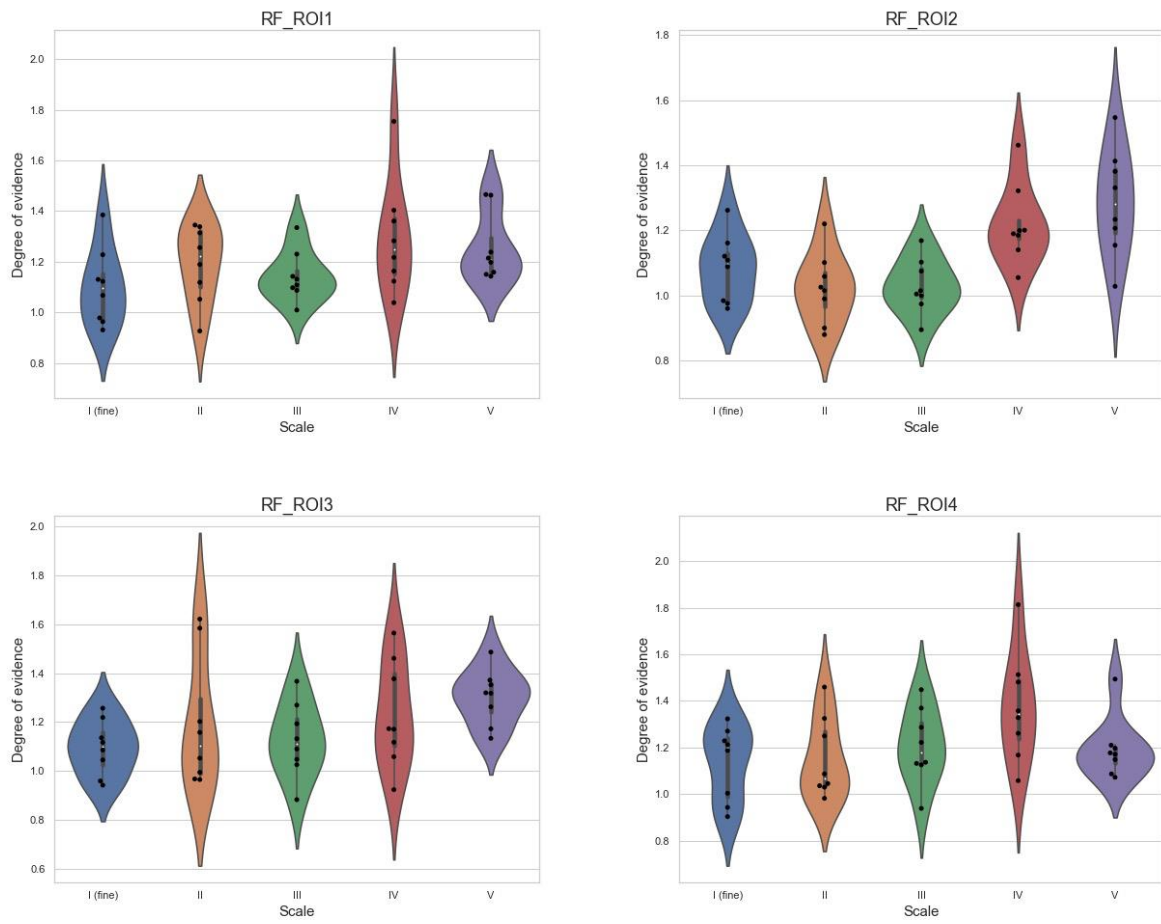 RF_ROI1
2.0
1.8
1.6
1.4
1.2
1.0
0.8
Degree of evidence
I (fine)
II
III
IV
V
Scale
RF_ROI2
1.8
1.6
1.4
1.2
1.0
0.8
Degree of evidence
I (fine)
II
III
IV
V
Scale
RF_ROI3
2.0
1.8
1.6
1.4
1.2
1.0
0.8
0.6
Degree of evidence
I (fine)
II
III
IV
V
Scale
RF_ROI4
2.0
1.8
1.6
1.4
1.2
1.0
0.8
Degree of evidence
I (fine)
II
III
IV
V
Scale